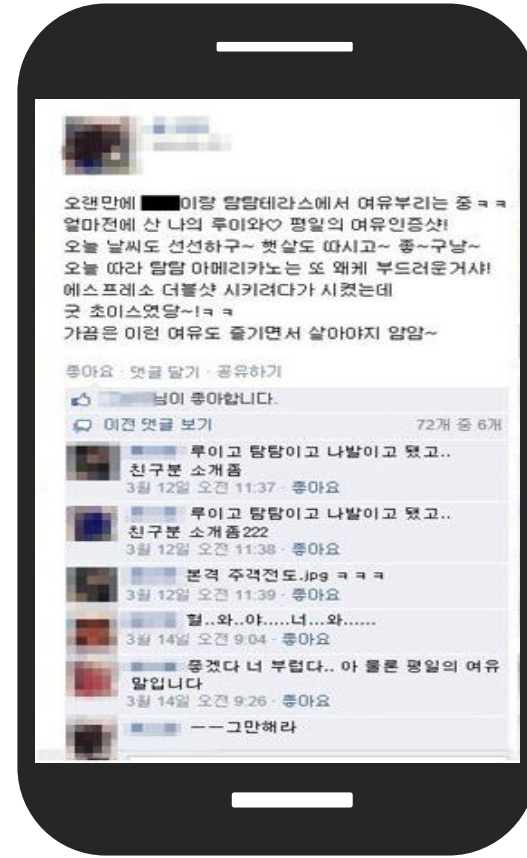 오랜만에 이랑 탐탐테라스에서 여유부리는 중ㅋㅋ
얼마전에 산 나의 루이와♡ 평일의 여유인증샷!
오늘 날씨도 선선하구~ 햇살도 따시고~ 좋~구낭~
오늘 따라 탐탐 아메리카노는 또 왜케 부드러운거샤!
에스프레소 더블샷 시키려다가 시켰는데
굿 초이스였당~!ㅋㅋ
가끔은 이런 여유도 즐기면서 살아야지 암암~
좋아요 · 댓글 달기 · 공유하기
님이 좋아합니다.
이전 댓글 보기 72개 중 6개
루이고 탐탐이고 나발이고 됐고..
친구분 소개좀
3월 12일 오전 11:37 · 좋아요
루이고 탐탐이고 나발이고 됐고..
친구분 소개좀222
3월 12일 오전 11:38 · 좋아요
본격 주객전도.jpg ㅋㅋㅋ
3월 12일 오전 11:39 · 좋아요
헐..와..야.....너...와......
3월 14일 오전 9:04 · 좋아요
좋겠다 너 부럽다.. 아 물론 평일의 여유
말입니다
3월 14일 오전 9:26 · 좋아요
ㅡㅡ그만해라